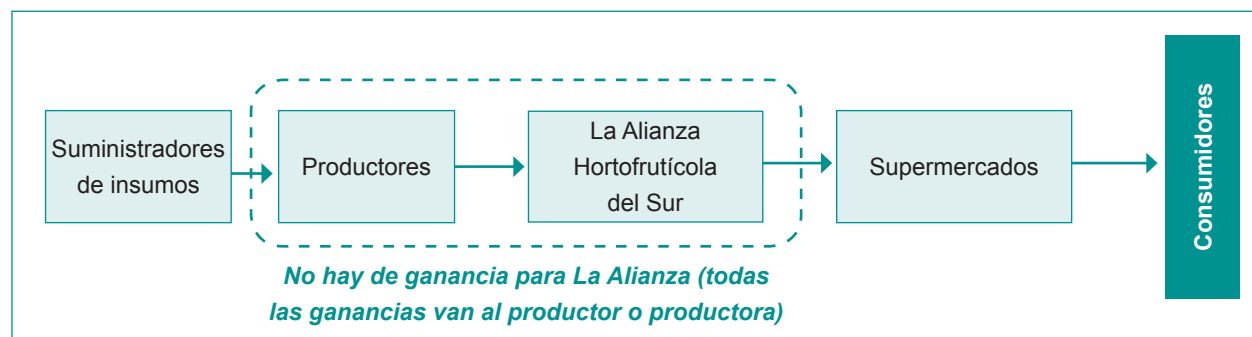 Suministradores
de insumos
Productores
La Alianza
Hortofrutícola
del Sur
Supermercados
Consumidores
No hay de ganancia para La Alianza (todas
las ganancias van al productor o productora)